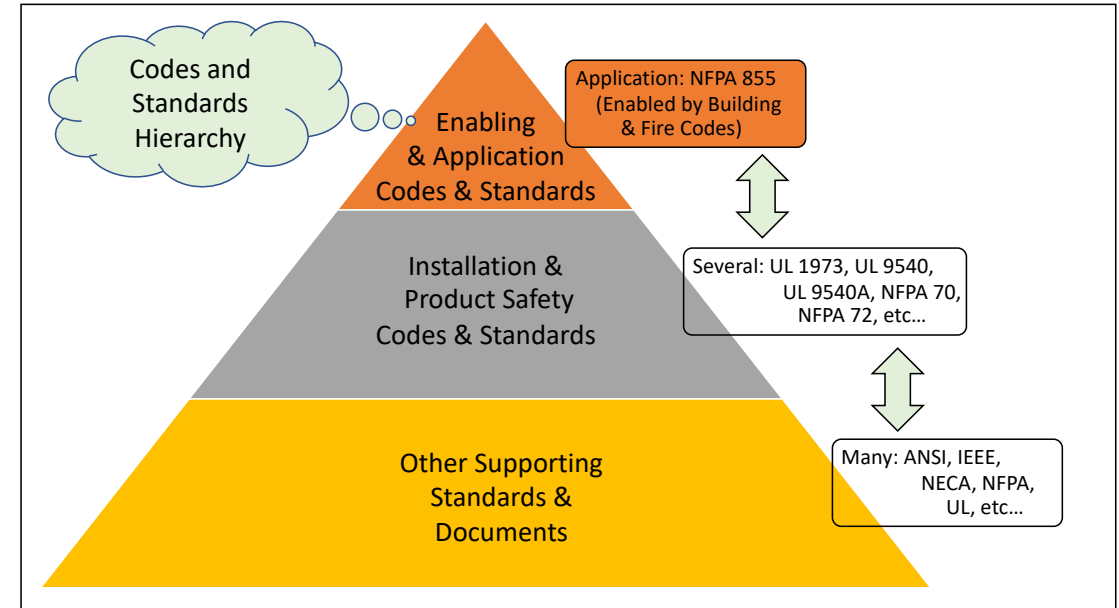 Codes and
Standards
Hierarchy
Enabling
& Application
Codes & Standards
Application: NFPA 855
(Enabled by Building
& Fire Codes)
Installation &
Product Safety
Codes & Standards
Several: UL 1973, UL 9540,
UL 9540A, NFPA 70,
NFPA 72, etc…
Other Supporting
Standards &
Documents
Many: ANSI, IEEE,
NECA, NFPA,
UL, etc…